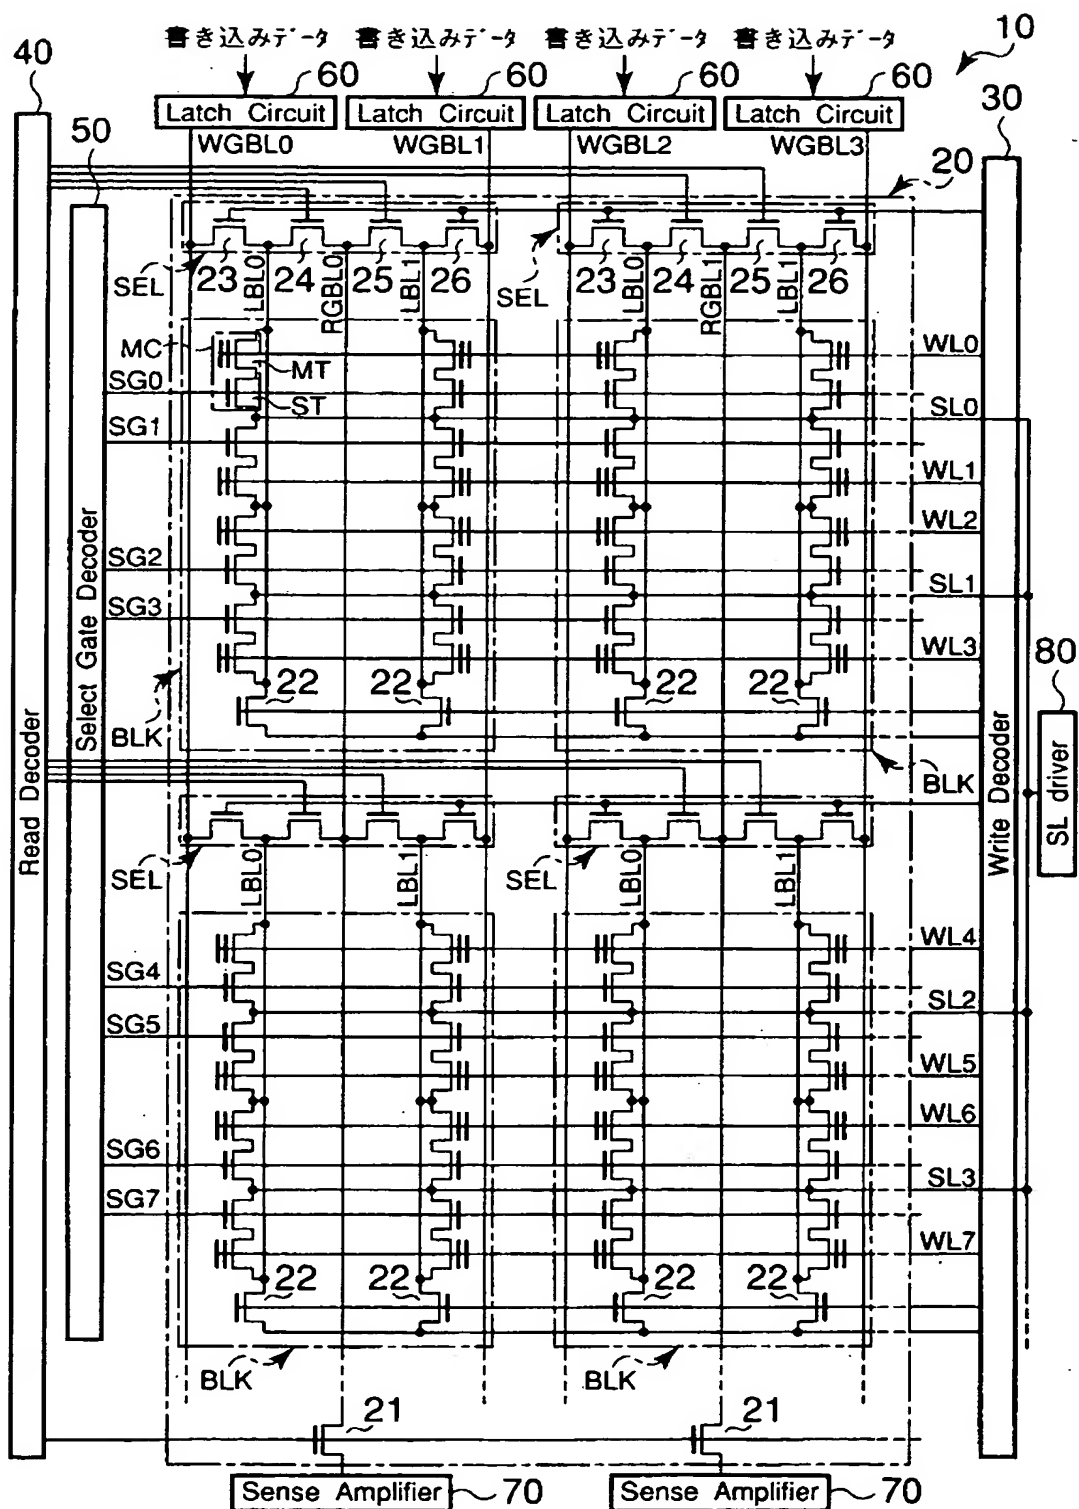 書き込みデータ 書き込みデータ 書き込みデータ 書き込みデータ
10
40
60 60 60 60
30
Latch Circuit Latch Circuit Latch Circuit Latch Circuit
50
WGBL0 WGBL1 WGBL2 WGBL3
20
SEL 23 LBL0 24 RGBL0 25 LBL1 26 SEL 23 LBL0 24 RGBL1 25 LBL1 26
MC MT WL0
SG0 ST SL0
SG1
WL1
WL2
SG2
SL1
SG3
WL3
80
22 22 22 22
BLK
BLK
Read Decoder
Select Gate Decoder
Write Decoder
SL driver
SEL LBL0 LBL1 SEL LBL0 LBL1
WL4
SG4
SL2
SG5
WL5
WL6
SG6
SL3
SG7
WL7
22 22 22 22
BLK BLK
21 21
Sense Amplifier 70 Sense Amplifier 70